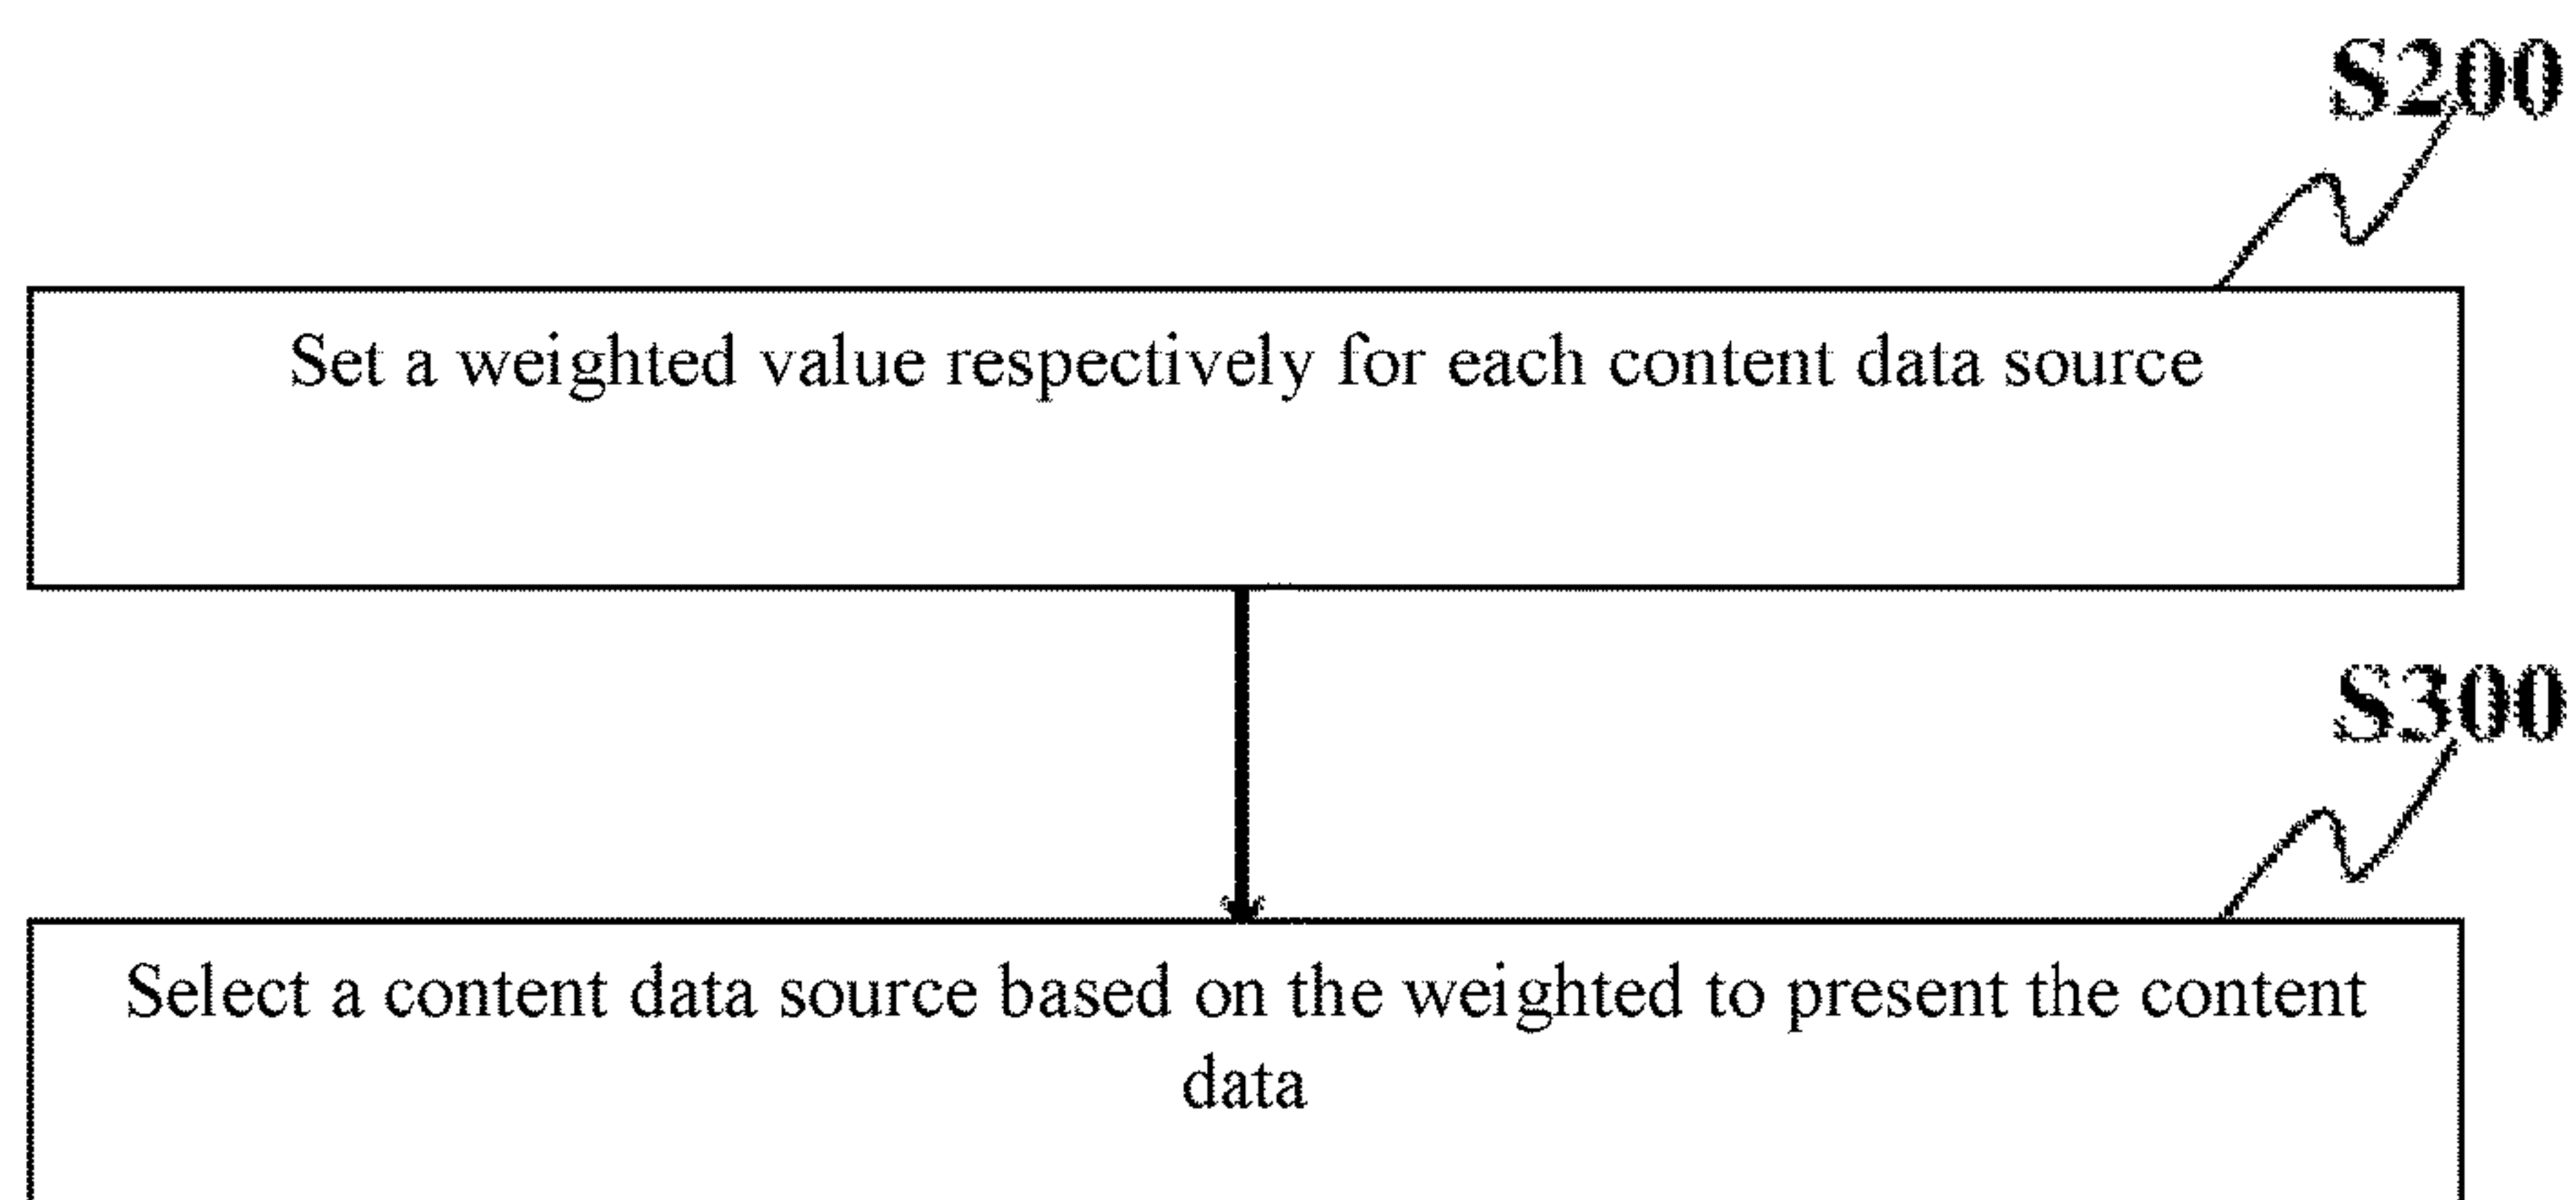 S200
Set a weighted value respectively for each content data source
S300
Select a content data source based on the weighted to present the content
data